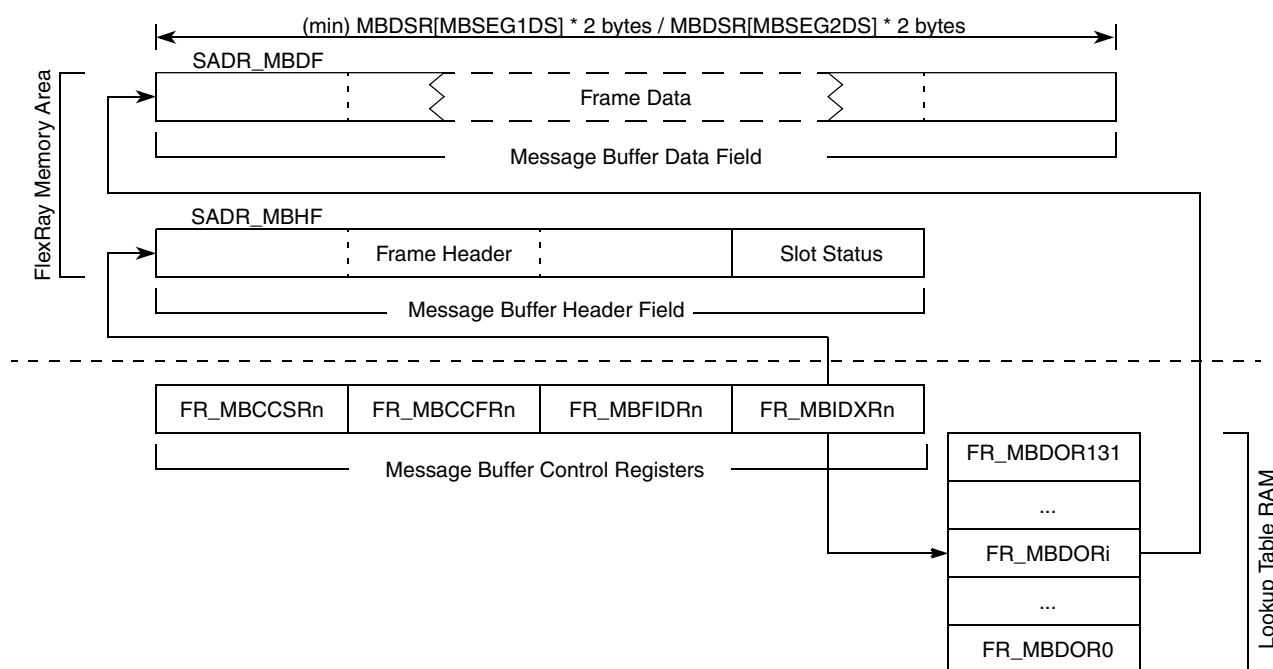 (min) MBDSR[MBSEG1DS] * 2 bytes / MBDSR[MBSEG2DS] * 2 bytes
SADR_MBDF
Frame Data
Message Buffer Data Field
FlexRay Memory Area
SADR_MBHF
Frame Header
Slot Status
Message Buffer Header Field
FR_MBCCSRn
FR_MBCCFRn
FR_MBFIDRn
FR_MBIDXRn
Message Buffer Control Registers
FR_MBDOR131
...
FR_MBDORi
...
FR_MBDOR0
Lookup Table RAM